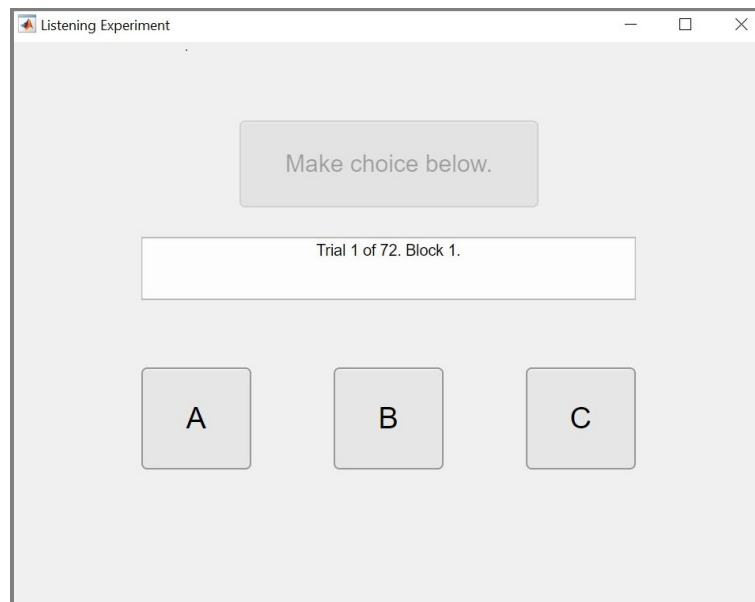 Listening Experiment
Make choice below.
Trial 1 of 72. Block 1.
A B C